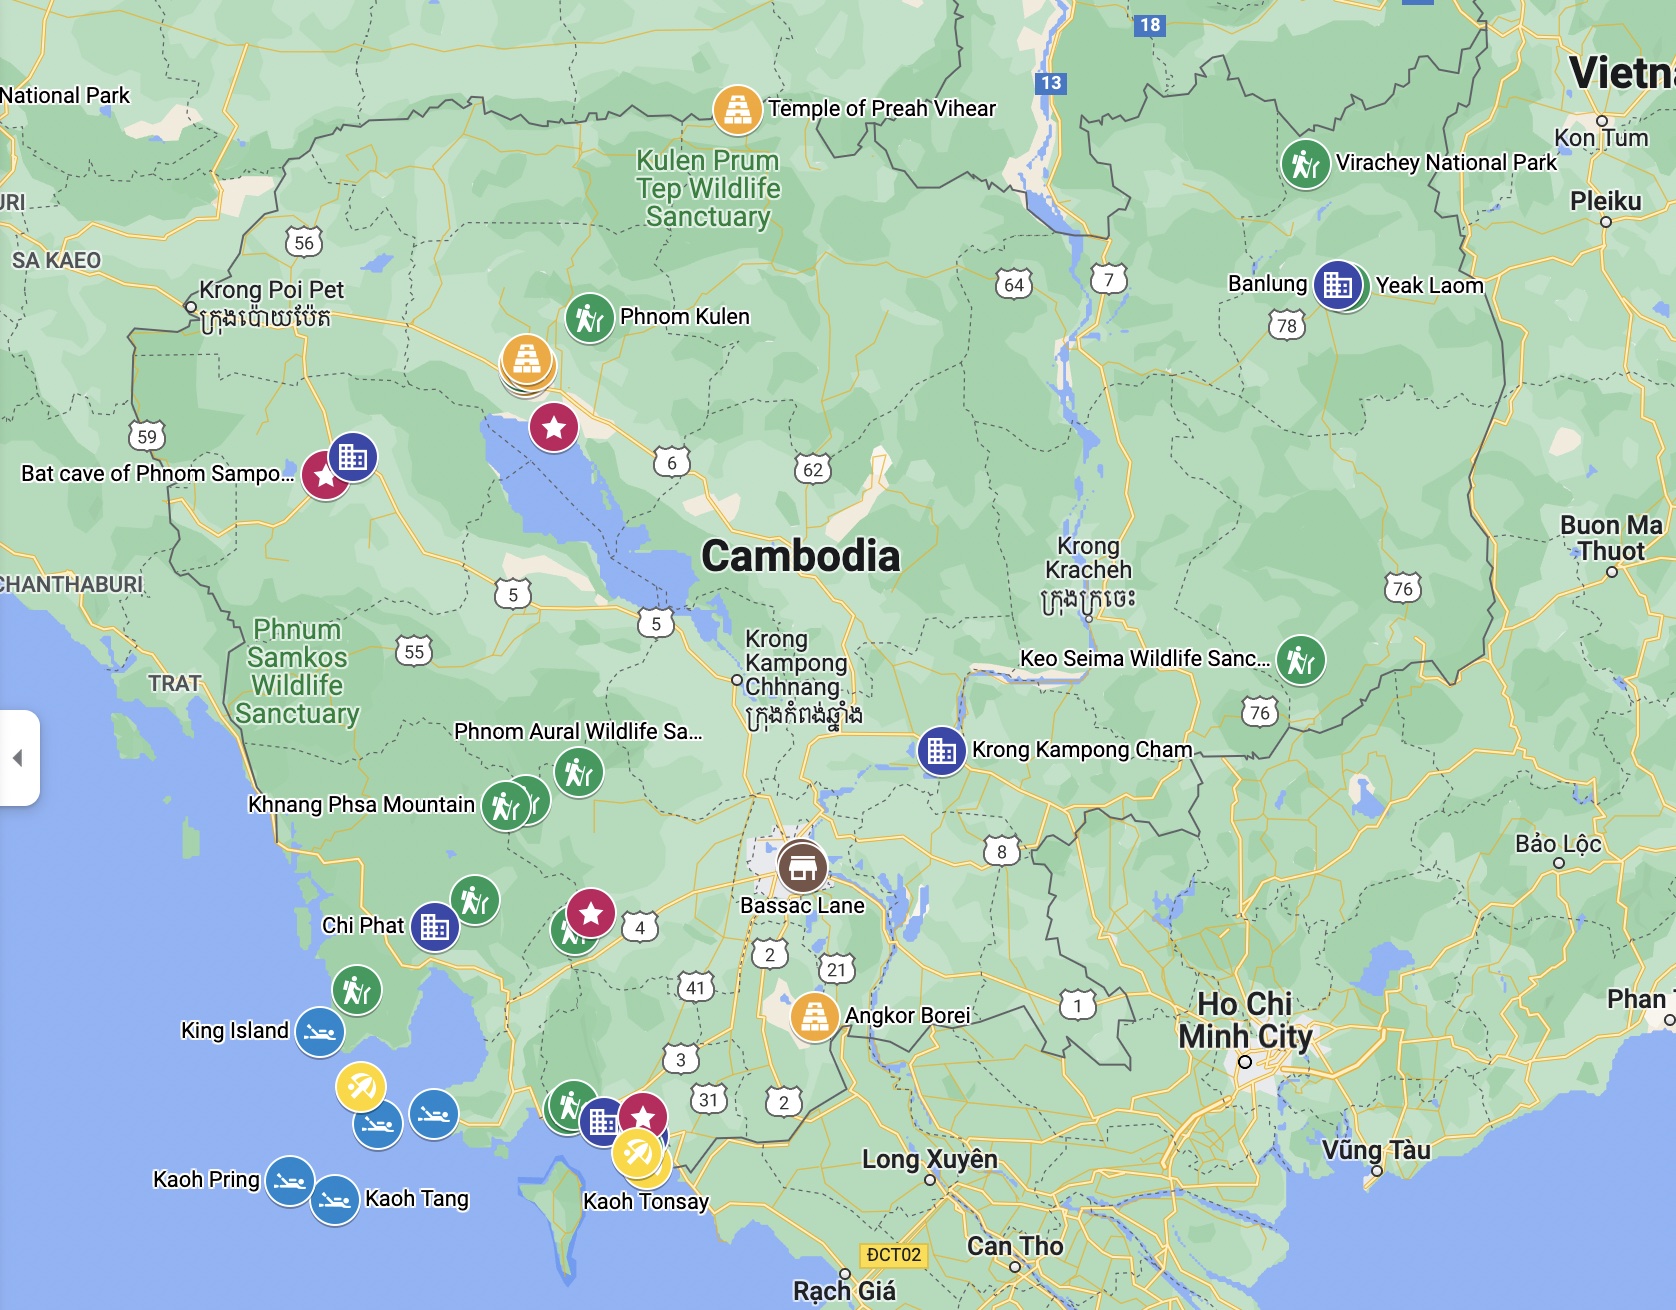 18
Vietna
13
National Park
Temple of Preah Vihear
Kon Tum
Kulen Prum
Tep Wildlife
Sanctuary
Virachey National Park
Pleiku
URI
56
SA KAEO
64
7
Banlung
Yeak Laom
Krong Poi Pet
ក្រុងប៉ោយប៉ែត
Phnom Kulen
78
59
6
62
Bat cave of Phnom Sampo...
Buon Ma
Thuot
Cambodia
Krong
Kracheh
ក្រុងក្រចេះ
CHANTHABURI
5
76
5
Phnum
Samkos
Wildlife
Sanctuary
55
Krong
Kampong
Chhnang
ក្រុងកំពង់ឆ្នាំង
Keo Seima Wildlife Sanc...
TRAT
76
Phnom Aural Wildlife Sa...
Krong Kampong Cham
Khnang Phsa Mountain
8
Bảo Lộc
Bassac Lane
Chi Phat
4
2
21
41
1
Ho Chi
Minh City
Phan T
Angkor Borei
King Island
3
31
2
Long Xuyên
Vũng Tàu
Kaoh Pring
Kaoh Tang
Kaoh Tonsay
ĐCT02
Can Tho
Rạch Giá